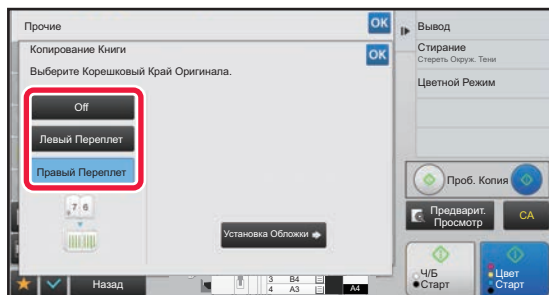 Прочие
OK
Копирование Книги
OK
Выберите Корешковый Край Оригинала.
Off
Левый Переплет
Правый Переплет
7 6
Установка Обложки
Назад
3 B4
4 A3
A4
Вывод
Стирание
Стереть Окруж. Тени
Цветной Режим
Проб. Копия
Предварит.
Просмотр
CA
Ч/Б
Старт
Цвет
Старт